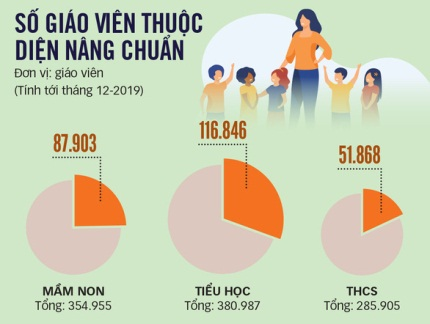 SỐ GIÁO VIÊN THUỘC
DIỆN NÂNG CHUẨN
Đơn vị: giáo viên
(Tính tới tháng 12-2019)
87.903
116.846
51.868
MẦM NON
Tổng: 354.955
TIỂU HỌC
Tổng: 380.987
THCS
Tổng: 285.905